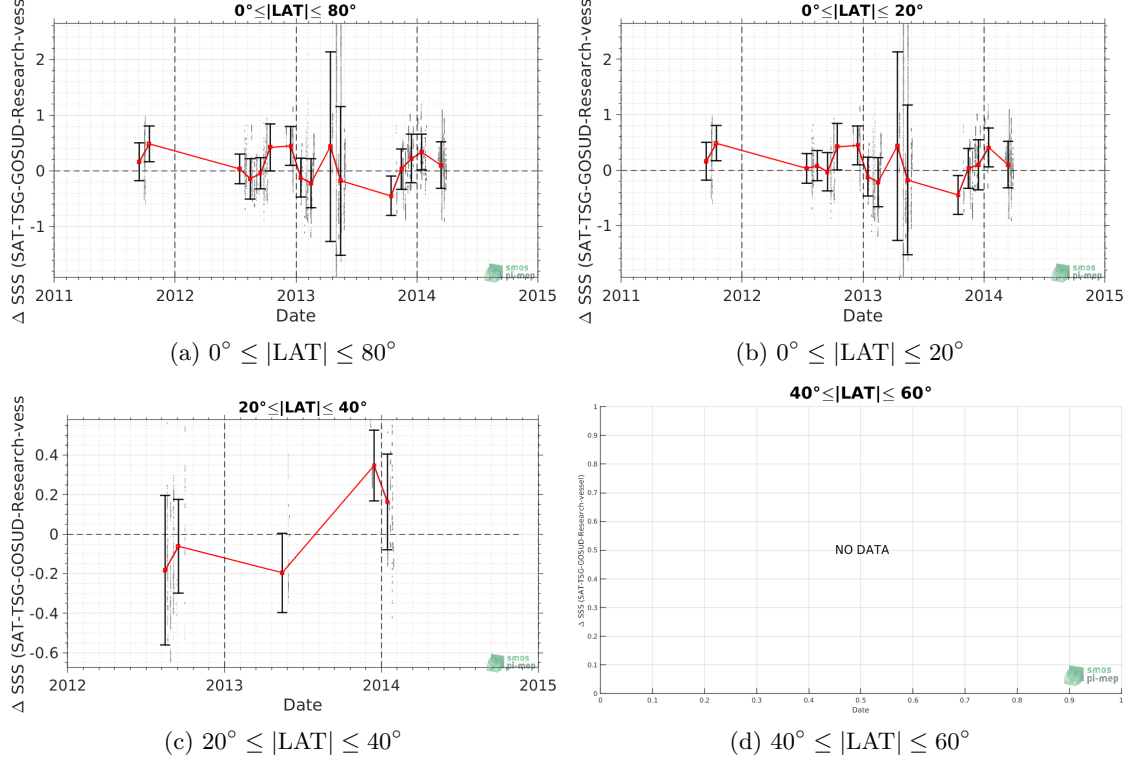 0°≤|LAT|≤ 80°
Δ SSS (SAT-TSG-GOSUD-Research-vess
2
1
0
-1
2011 2012 2013 2014 2015
Date
smos
pi-mep
(a) 0° ≤ |LAT| ≤ 80°
0°≤|LAT|≤ 20°
Δ SSS (SAT-TSG-GOSUD-Research-vess
2
1
0
-1
2011 2012 2013 2014 2015
Date
smos
pi-mep
(b) 0° ≤ |LAT| ≤ 20°
20°≤|LAT|≤ 40°
Δ SSS (SAT-TSG-GOSUD-Research-vess
0.4
0.2
0
-0.2
-0.4
-0.6
2012 2013 2014 2015
Date
smos
pi-mep
(c) 20° ≤ |LAT| ≤ 40°
40°≤|LAT|≤ 60°
Δ SSS (SAT-TSG-GOSUD-Research-vessel)
1
0.9
0.8
0.7
0.6
0.5
0.4
0.3
0.2
0.1
0
NO DATA
0 0.1 0.2 0.3 0.4 0.5 0.6 0.7 0.8 0.9 1
Date
smos
pi-mep
(d) 40° ≤ |LAT| ≤ 60°